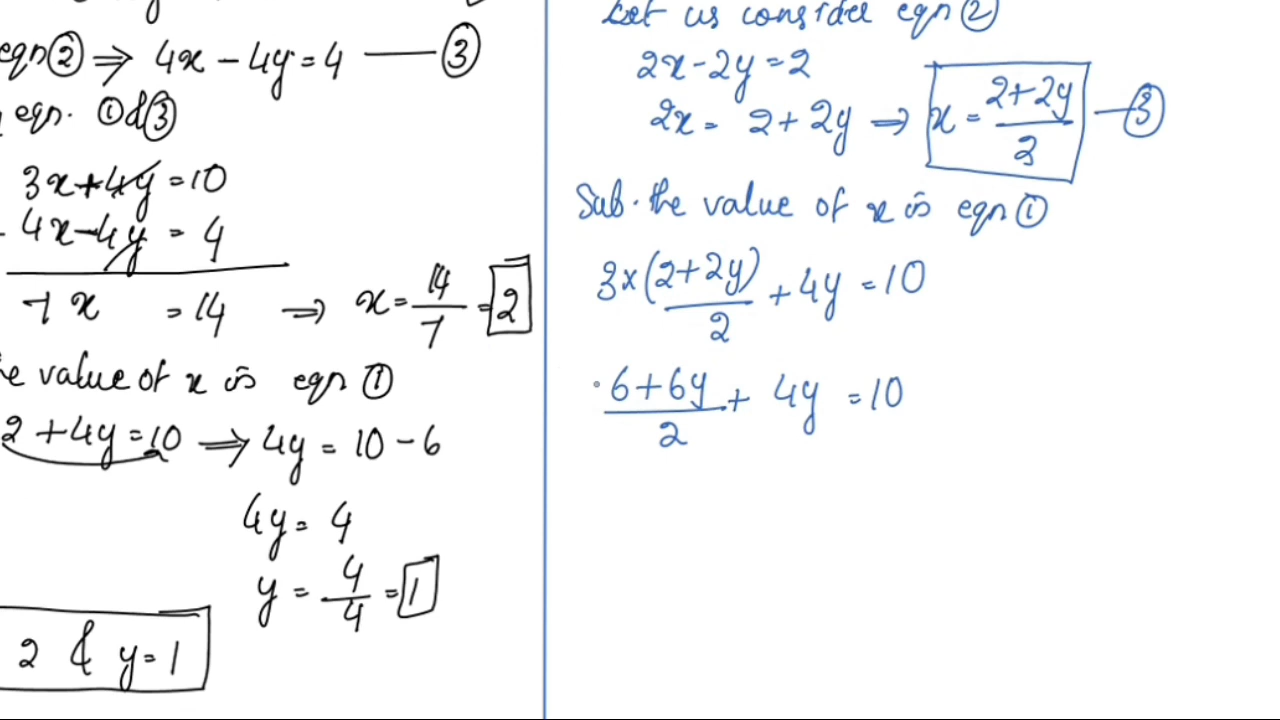 eqn② ⇒ 4x - 4y = 4 —— ③
eqn. ① & ③
3x + 4y = 10
4x - 4y = 4
7x = 14 ⇒ x = 14/7 = 2
value of x in eqn ①
2 + 4y = 10 ⇒ 4y = 10 - 6
4y = 4
y = 4/4 = 1
2 & y = 1
Let us consider eqn ②
2x - 2y = 2
2x = 2 + 2y ⇒ x = (2 + 2y)/2 — ③
Sub. the value of x in eqn ①
3 × (2 + 2y)/2 + 4y = 10
(6 + 6y)/2 + 4y = 10